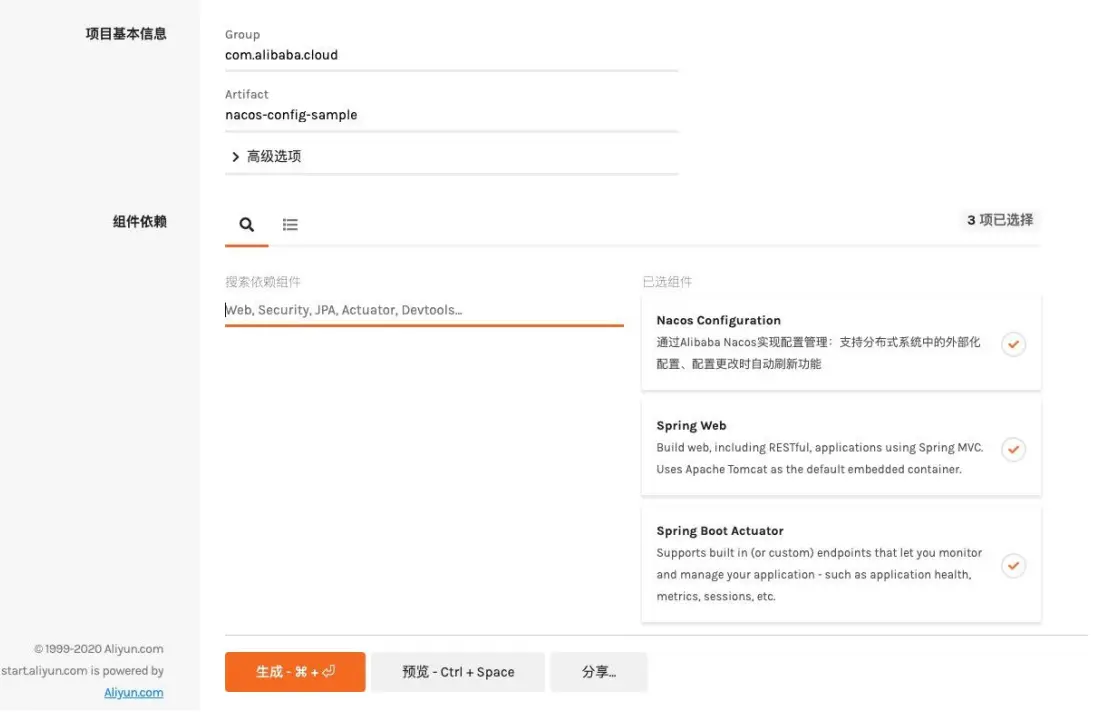 项目基本信息
Group
com.alibaba.cloud
Artifact
nacos-config-sample
高级选项
组件依赖
3 项已选择
搜索依赖组件
Web, Security, JPA, Actuator, Devtools...
已选组件
Nacos Configuration
通过Alibaba Nacos实现配置管理：支持分布式系统中的外部化
配置、配置更改时自动刷新功能
Spring Web
Build web, including RESTful, applications using Spring MVC.
Uses Apache Tomcat as the default embedded container.
Spring Boot Actuator
Supports built in (or custom) endpoints that let you monitor
and manage your application - such as application health,
metrics, sessions, etc.
© 1999-2020 Aliyun.com
start.aliyun.com is powered by
Aliyun.com
生成 - ⌘ + ⏎
预览 - Ctrl + Space
分享...